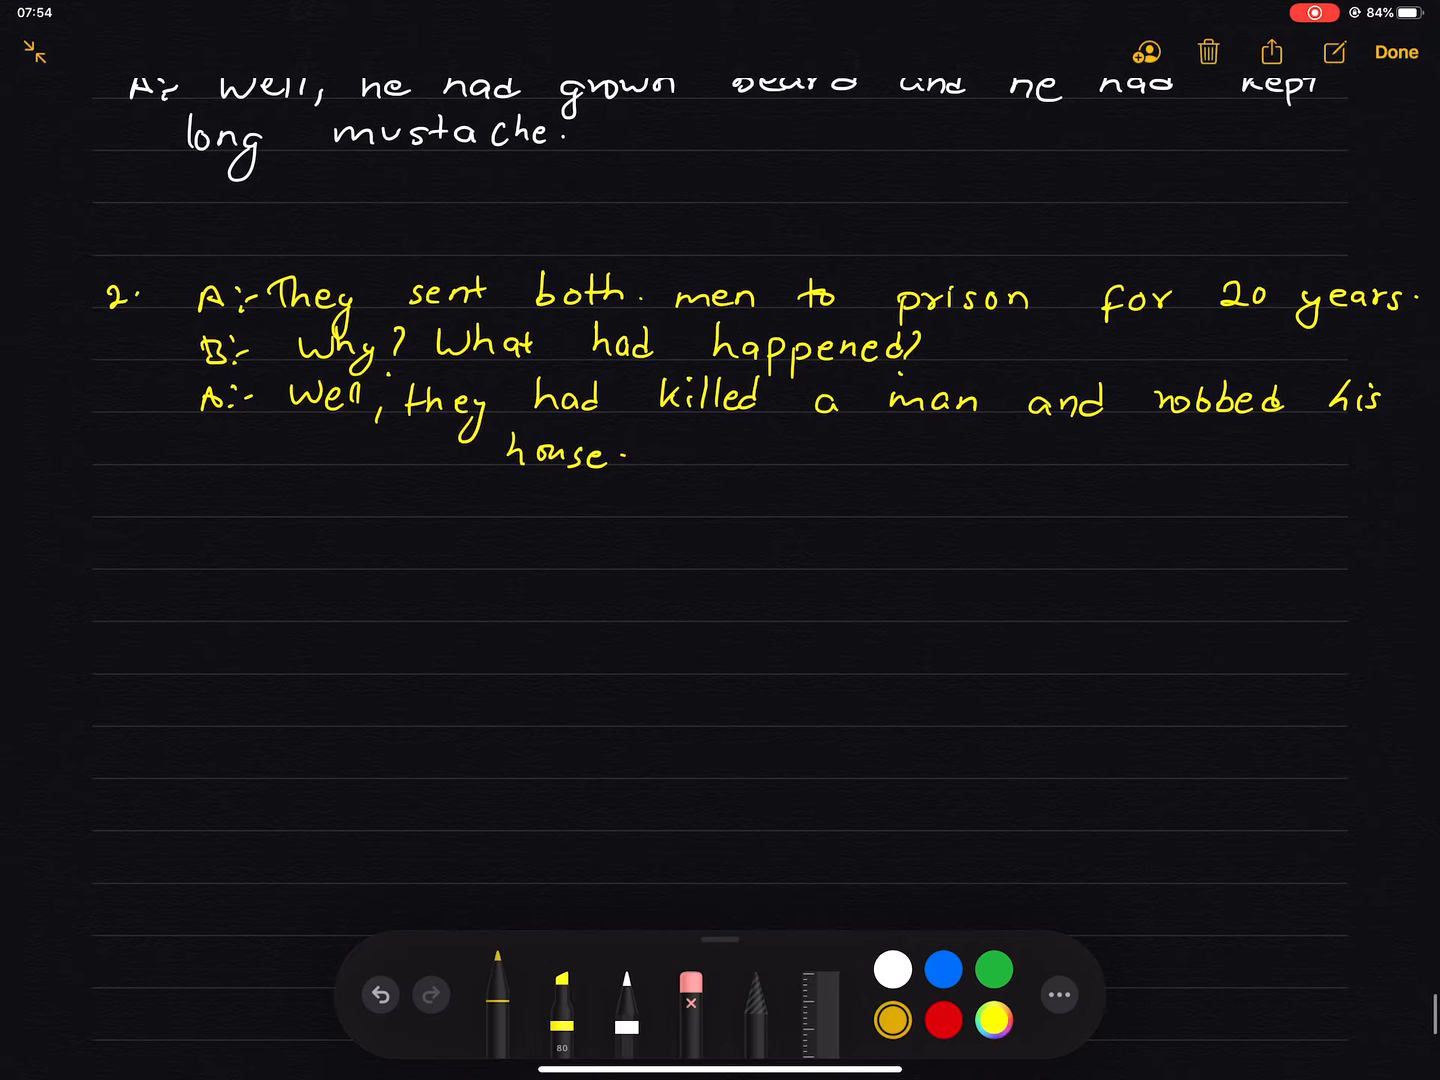 07:54
84%
Done
A:- Well, he had grown beard and he had kept
long mustache.
2. A:- They sent both men to prison for 20 years.
B:- Why? What had happened?
A:- Well, they had killed a man and robbed his
house.
80